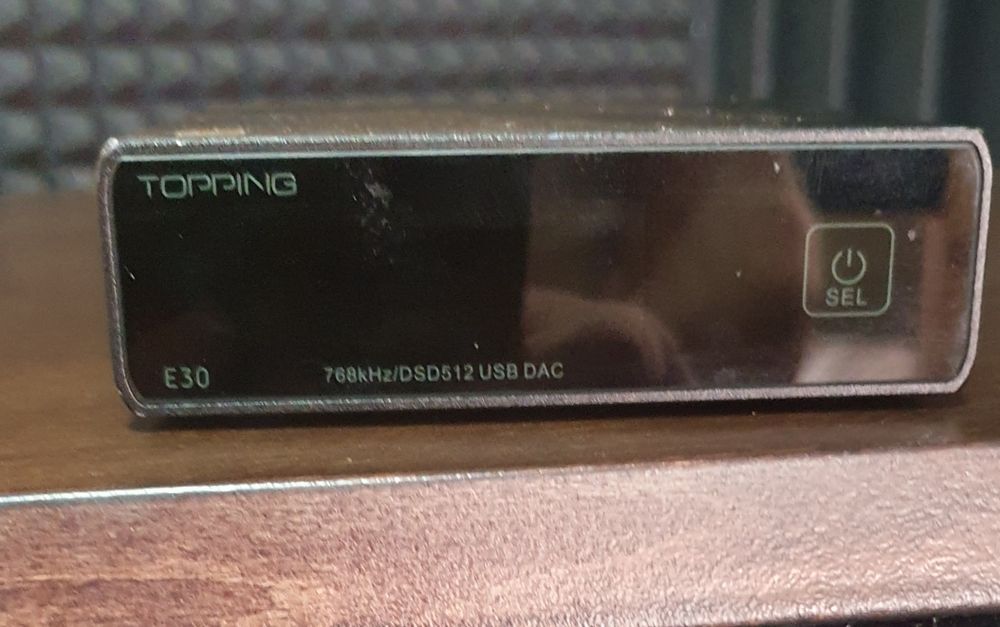 TOPPING
SEL
E30
768kHz/DSD512 USB DAC